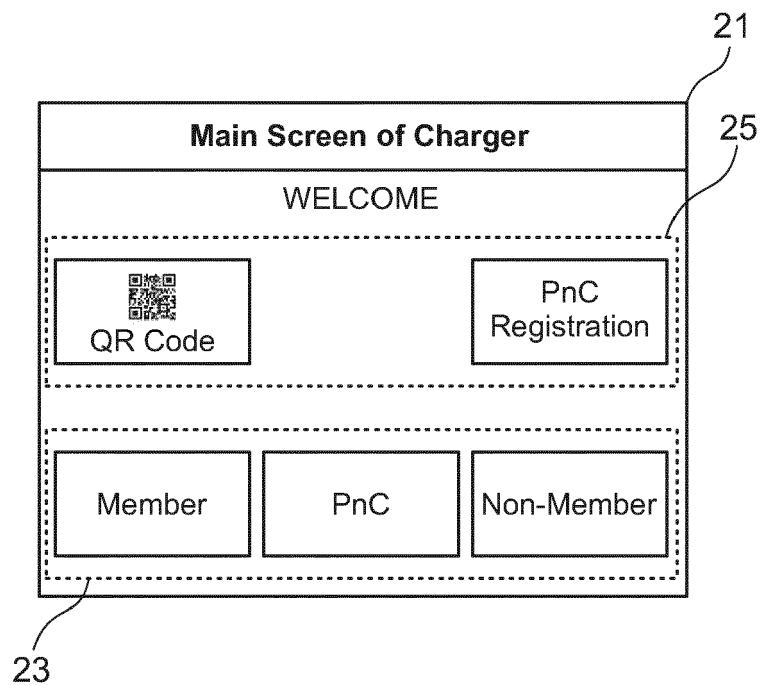 21
Main Screen of Charger
25
WELCOME
QR Code
PnC
Registration
Member
PnC
Non-Member
23